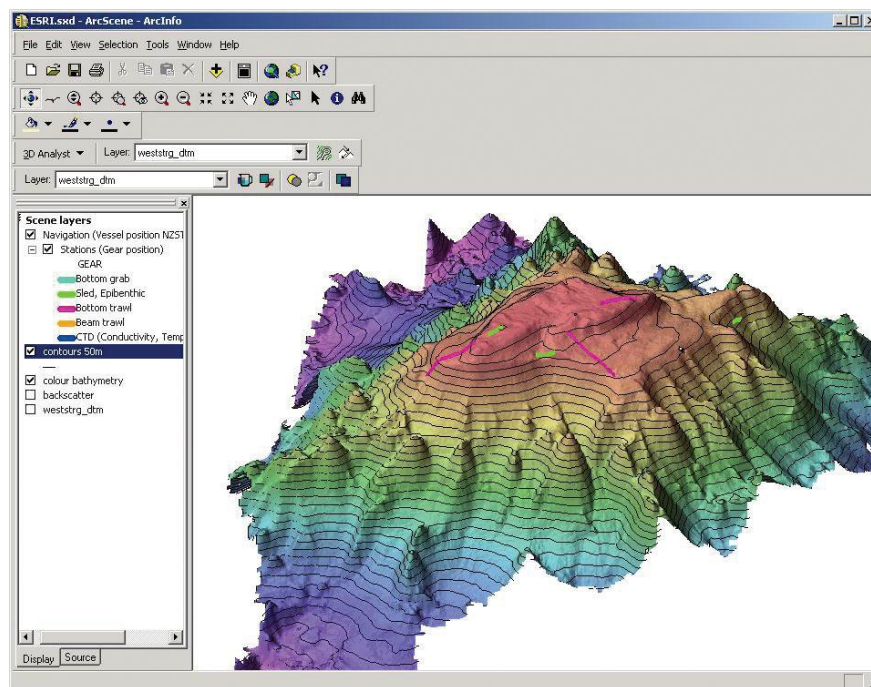 ESRI.sxd - ArcScene - ArcInfo
File Edit View Selection Tools Window Help
3D Analyst Layer: weststrg_dtm
Layer: weststrg_dtm
Scene layers
Navigation (Vessel position NZST
Stations (Gear position)
GEAR
Bottom grab
Sled, Epibenthic
Bottom trawl
Beam trawl
CTD (Conductivity, Temp
contours 50m
colour bathymetry
backscatter
weststrg_dtm
Display Source